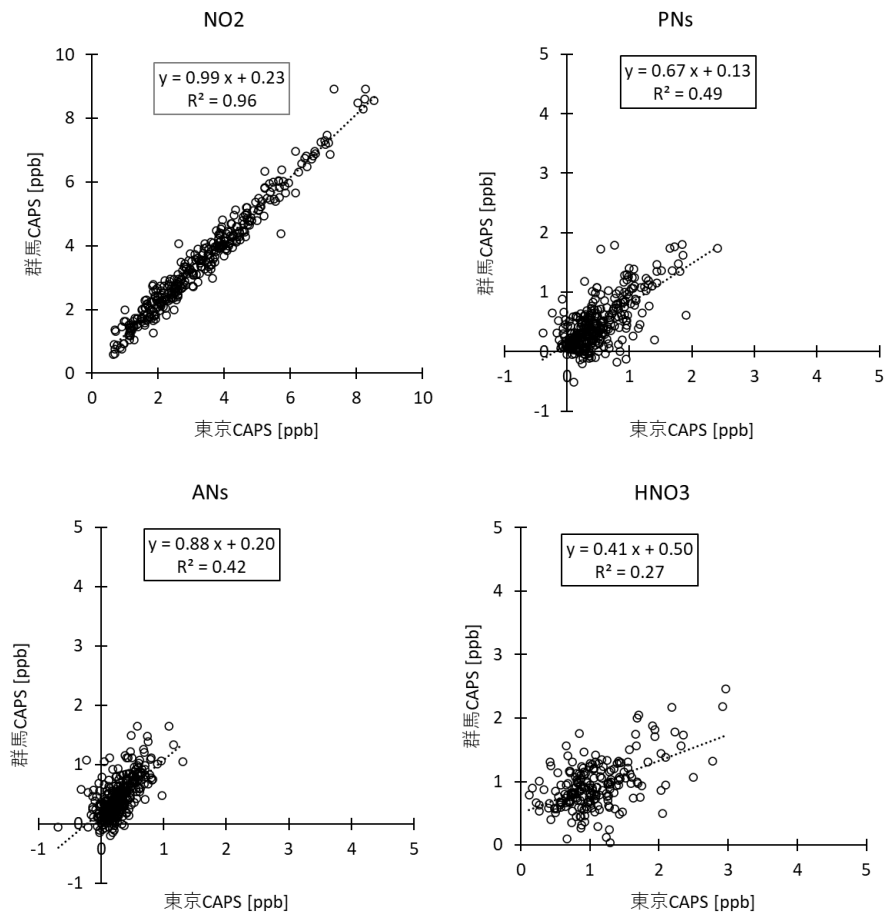 NO2
y = 0.99 x + 0.23
R² = 0.96
10
8
6
4
2
0
0 2 4 6 8 10
群馬CAPS [ppb]
東京CAPS [ppb]
PNs
y = 0.67 x + 0.13
R² = 0.49
5
4
3
2
1
0
-1
-1 0 1 2 3 4 5
群馬CAPS [ppb]
東京CAPS [ppb]
ANs
y = 0.88 x + 0.20
R² = 0.42
5
4
3
2
1
0
-1
-1 0 1 2 3 4 5
群馬CAPS [ppb]
東京CAPS [ppb]
HNO3
y = 0.41 x + 0.50
R² = 0.27
5
4
3
2
1
0
0 1 2 3 4 5
群馬CAPS [ppb]
東京CAPS [ppb]